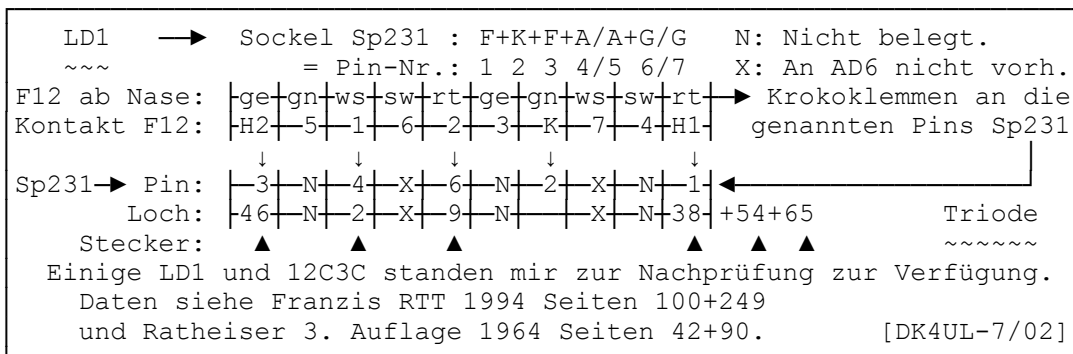 LD1 ──► Sockel Sp231 : F+K+F+A/A+G/G N: Nicht belegt.
~~~ = Pin-Nr.: 1 2 3 4/5 6/7 X: An AD6 nicht vorh.
F12 ab Nase: ├ge┼gn┼ws┼sw┼rt┼ge┼gn┼ws┼sw┼rt┼─► Krokoklemmen an die
Kontakt F12: ├H2┼─5┼─1┼─6┼─2┼─3┼─K┼─7┼─4┼H1┤ genannten Pins Sp231
↓ ↓ ↓ ↓ ↓
Sp231─► Pin: ├─3┼─N┼─4┼─X┼─6┼─N┼─2┼─X┼─N┼─1┤◄
Loch: ├46┼─N┼─2┼─X┼─9┼─N┼──┼─X┼─N┼38┤+54+65 Triode
Stecker: ▲ ▲ ▲ ▲ ▲ ▲ ~~~~~~
Einige LD1 und 12C3C standen mir zur Nachprüfung zur Verfügung.
Daten siehe Franzis RTT 1994 Seiten 100+249
und Ratheiser 3. Auflage 1964 Seiten 42+90. [DK4UL-7/02]